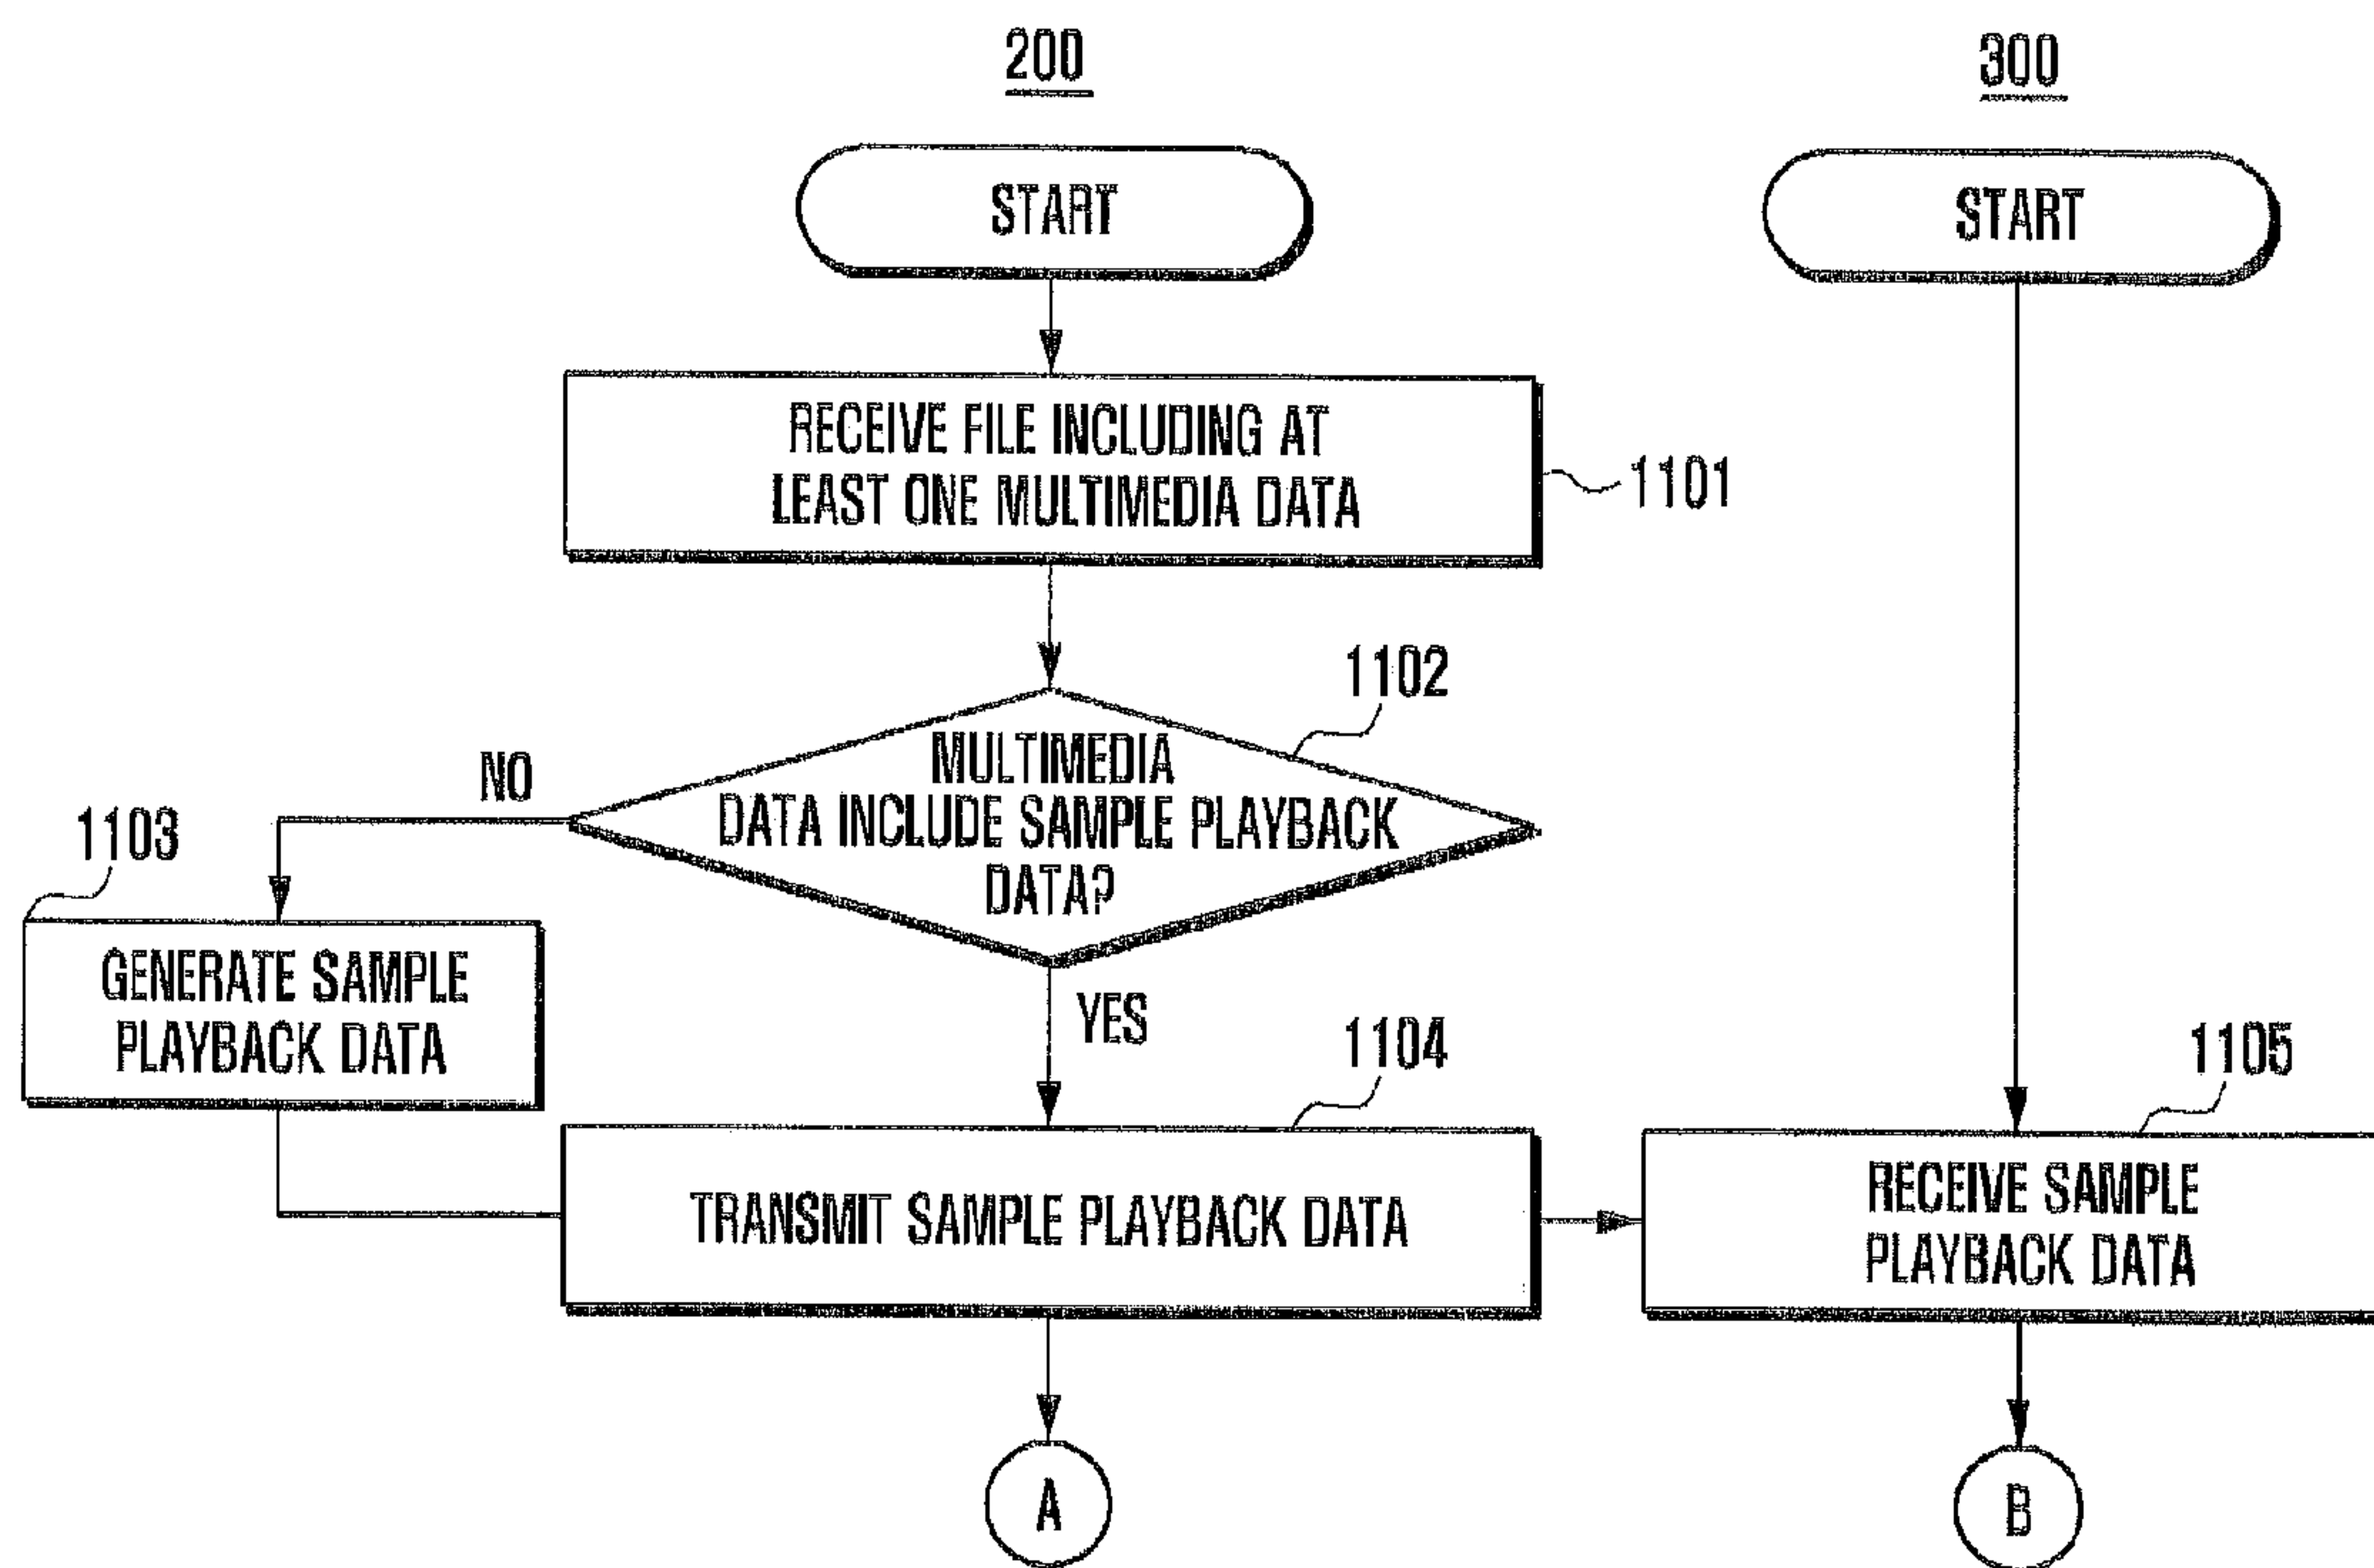 200
300
START
START
RECEIVE FILE INCLUDING AT
LEAST ONE MULTIMEDIA DATA
1101
1102
MULTIMEDIA
DATA INCLUDE SAMPLE PLAYBACK
DATA?
NO
1103
GENERATE SAMPLE
PLAYBACK DATA
YES
1104
TRANSMIT SAMPLE PLAYBACK DATA
1105
RECEIVE SAMPLE
PLAYBACK DATA
A
B